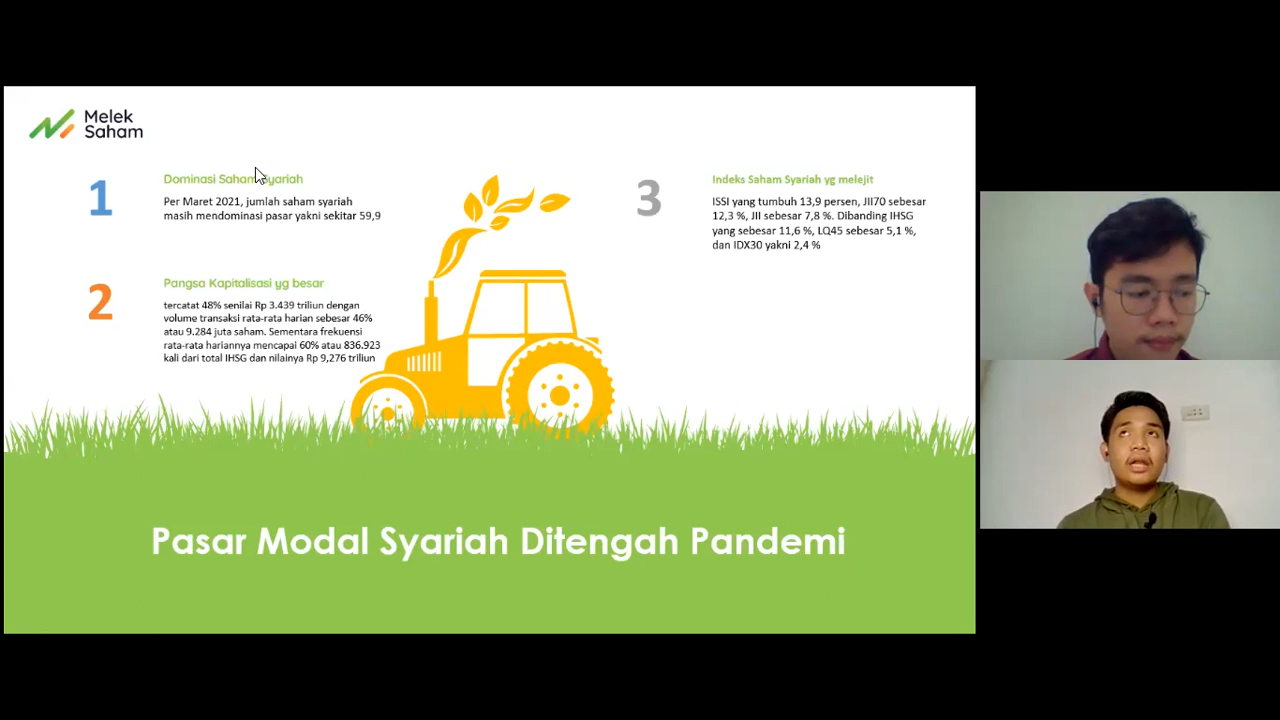 Melek
Saham
1
Dominasi Saham Syariah
Per Maret 2021, jumlah saham syariah
masih mendominasi pasar yakni sekitar 59,9
2
Pangsa Kapitalisasi yg besar
tercatat 48% senilai Rp 3.439 triliun dengan
volume transaksi rata-rata harian sebesar 46%
atau 9.284 juta saham. Sementara frekuensi
rata-rata hariannya mencapai 60% atau 836.923
kali dari total IHSG dan nilainya Rp 9,276 triliun
3
Indeks Saham Syariah yg melejit
ISSI yang tumbuh 13,9 persen, JII70 sebesar
12,3 %, JII sebesar 7,8 %. Dibanding IHSG
yang sebesar 11,6 %, LQ45 sebesar 5,1 %,
dan IDX30 yakni 2,4 %
Pasar Modal Syariah Ditengah Pandemi